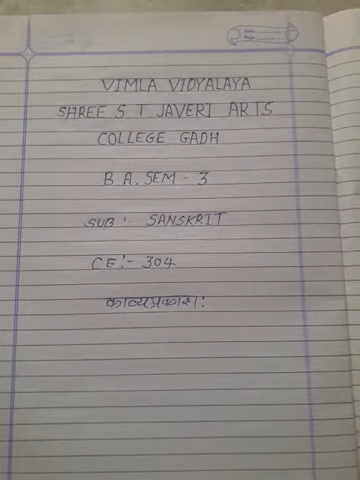 VIMLA VIDYALAYA
SHREE S T JAVERI ARTS
COLLEGE GADH
B. A. SEM - 3
SUB :- SANSKRIT
CE :- 304
काव्यप्रकाश: